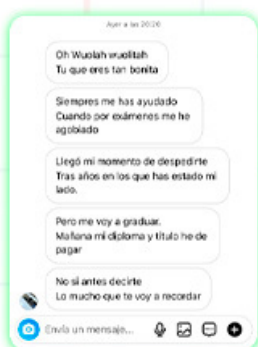 Ayer a las 20:20
Oh Wuolah wuolitah
Tu que eres tan bonita
Siempres me has ayudado
Cuando por exámenes me he
agobiado
Llegó mi momento de despedirte
Tras años en los que has estado mi
lado.
Pero me voy a graduar.
Mañana mi diploma y título he de
pagar
No si antes decirte
Lo mucho que te voy a recordar
Envía un mensaje...